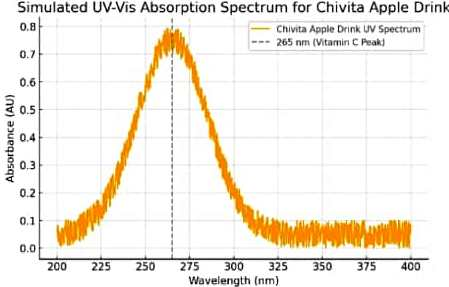 Simulated UV-Vis Absorption Spectrum for Chivita Apple Drink
Chivita Apple Drink UV Spectrum
265 nm (Vitamin C Peak)
Absorbance (AU)
0.8
0.7
0.6
0.5
0.4
0.3
0.2
0.1
0.0
200 225 250 275 300 325 350 375 400
Wavelength (nm)